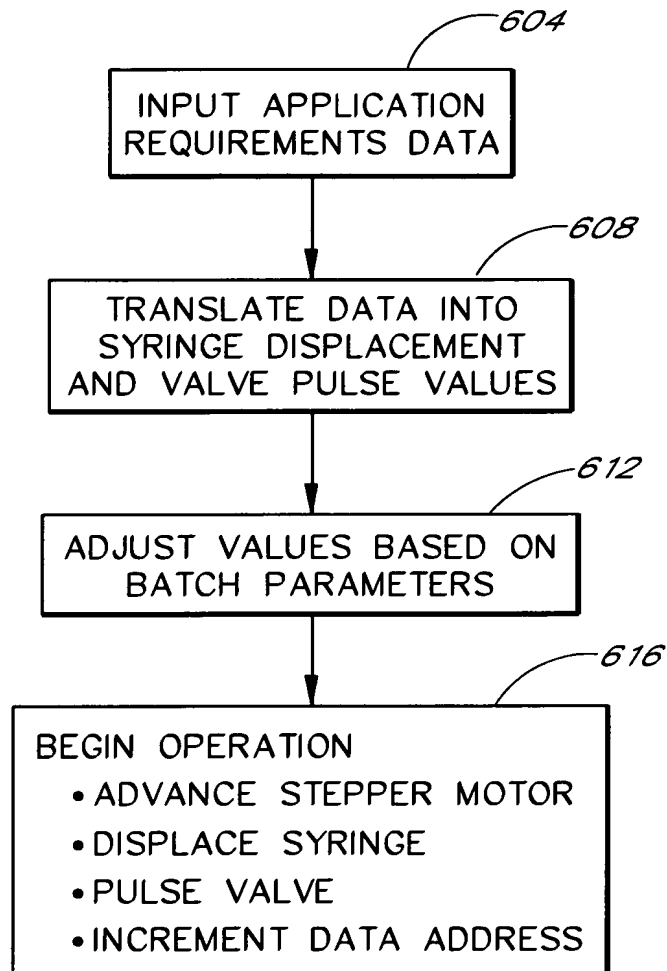 604
INPUT APPLICATION
REQUIREMENTS DATA
608
TRANSLATE DATA INTO
SYRINGE DISPLACEMENT
AND VALVE PULSE VALUES
612
ADJUST VALUES BASED ON
BATCH PARAMETERS
616
BEGIN OPERATION
• ADVANCE STEPPER MOTOR
• DISPLACE SYRINGE
• PULSE VALVE
• INCREMENT DATA ADDRESS